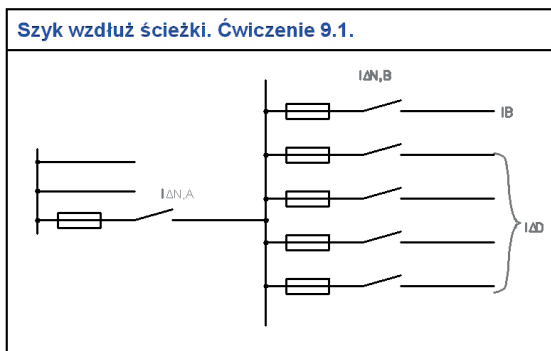 Szyk wzdłuż ścieżki. Ćwiczenie 9.1.
IΔN,B
IB
IΔN,A
IΔD